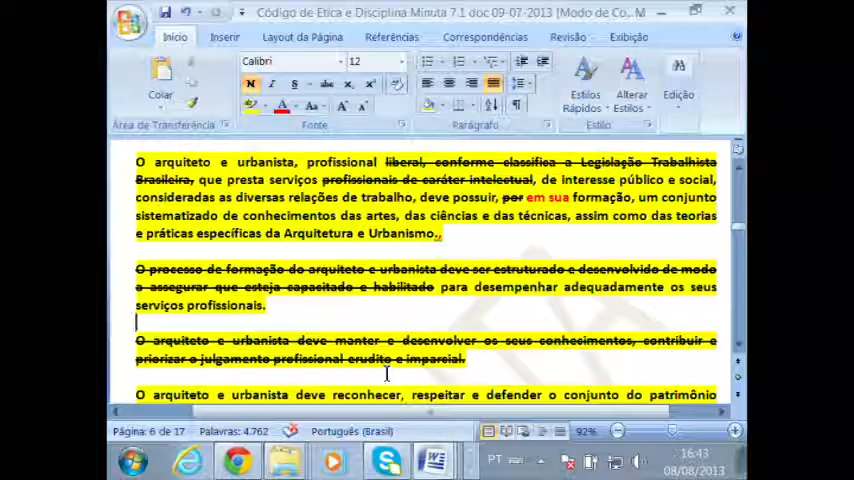 Código de Etica e Disciplina Minuta 7.1 doc 09-07-2013 [Modo de Co... M
Início Inserir Layout da Página Referências Correspondências Revisão Exibição
Calibri 12
Colar
N I S abc x₂ x²
Aa A A
Estilos Rápidos Alterar Estilos Edição
Área de Transferência Fonte Parágrafo Estilo
O arquiteto e urbanista, profissional liberal, conforme classifica a Legislação Trabalhista
Brasileira, que presta serviços profissionais de caráter intelectual, de interesse público e social,
consideradas as diversas relações de trabalho, deve possuir, por em sua formação, um conjunto
sistematizado de conhecimentos das artes, das ciências e das técnicas, assim como das teorias
e práticas específicas da Arquitetura e Urbanismo.,
O processo de formação do arquiteto e urbanista deve ser estruturado e desenvolvido de modo
a assegurar que esteja capacitado e habilitado para desempenhar adequadamente os seus
serviços profissionais.
O arquiteto e urbanista deve manter e desenvolver os seus conhecimentos, contribuir e
priorizar o julgamento profissional erudito e imparcial.
O arquiteto e urbanista deve reconhecer, respeitar e defender o conjunto do patrimônio
Página: 6 de 17 Palavras: 4.762 Português (Brasil) 92%
PT 16:43
08/08/2013